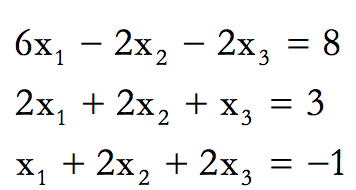 6x₁ − 2x₂ − 2x₃ = 8
2x₁ + 2x₂ + x₃ = 3
x₁ + 2x₂ + 2x₃ = −1